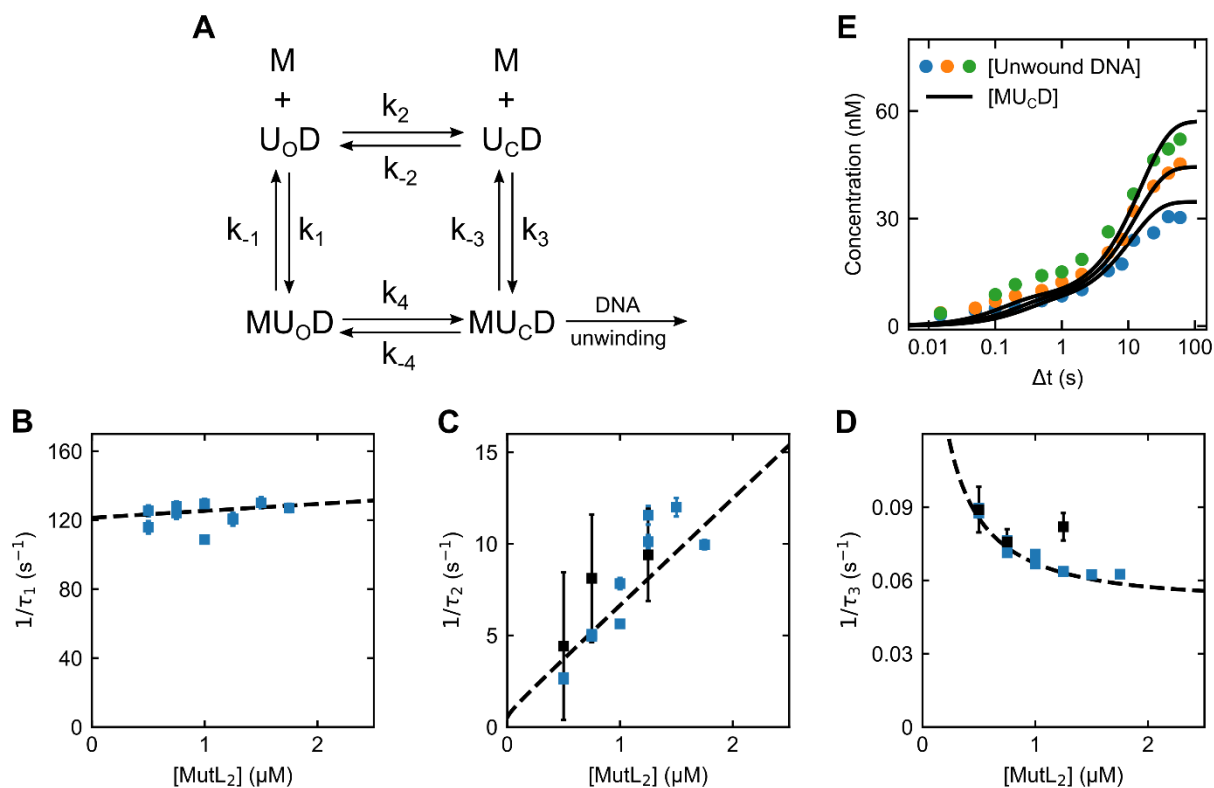 A
M
M
+
+
k2
UOD
UCD
k-2
k-1
k1
k-3
k3
k4
DNA
MUOD
MUCD
unwinding
k-4
E
60
[Unwound DNA]
[MUCD]
Concentration (nM)
30
0
0.01
0.1
1
10
100
Δt (s)
B
160
120
1/τ1 (s−1)
80
40
0
0
1
2
[MutL2] (µM)
C
15
10
1/τ2 (s−1)
5
0
0
1
2
[MutL2] (µM)
D
0.09
1/τ3 (s−1)
0.06
0.03
0
0
1
2
[MutL2] (µM)